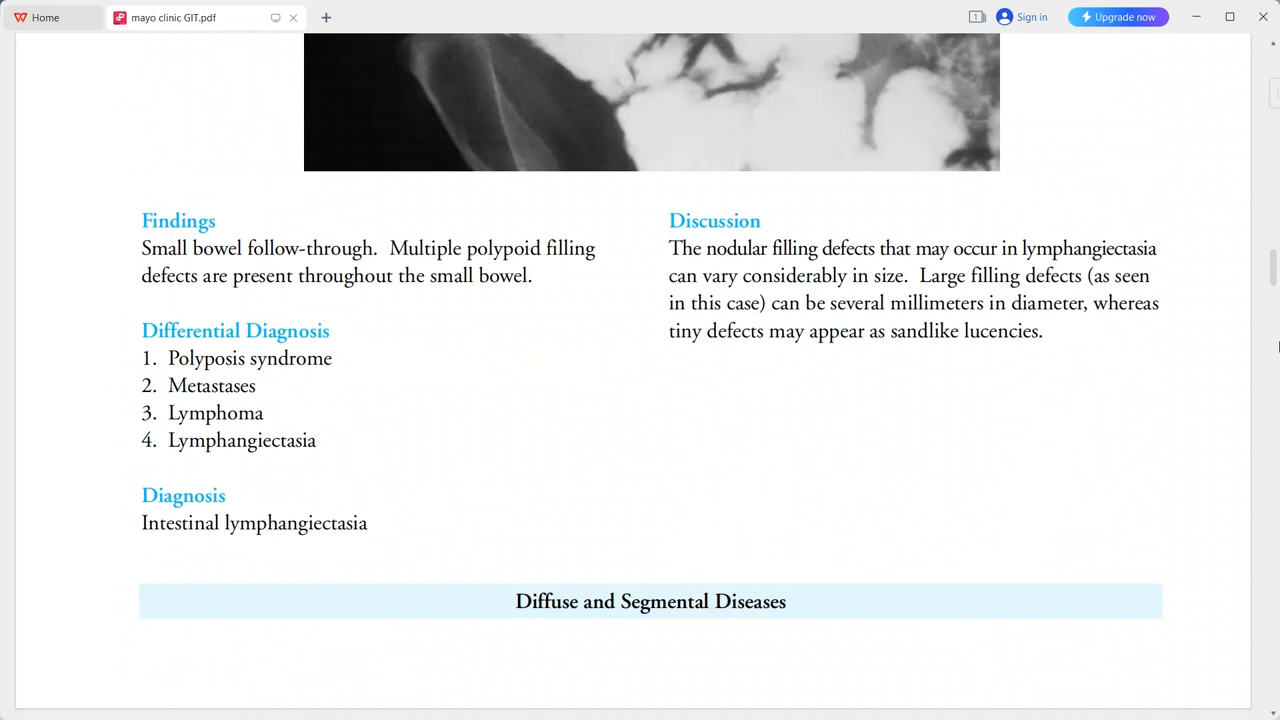 Home
mayo clinic GIT.pdf
1
Sign in
Upgrade now
Findings
Small bowel follow-through. Multiple polypoid filling
defects are present throughout the small bowel.
Differential Diagnosis
1. Polyposis syndrome
2. Metastases
3. Lymphoma
4. Lymphangiectasia
Diagnosis
Intestinal lymphangiectasia
Discussion
The nodular filling defects that may occur in lymphangiectasia
can vary considerably in size. Large filling defects (as seen
in this case) can be several millimeters in diameter, whereas
tiny defects may appear as sandlike lucencies.
Diffuse and Segmental Diseases